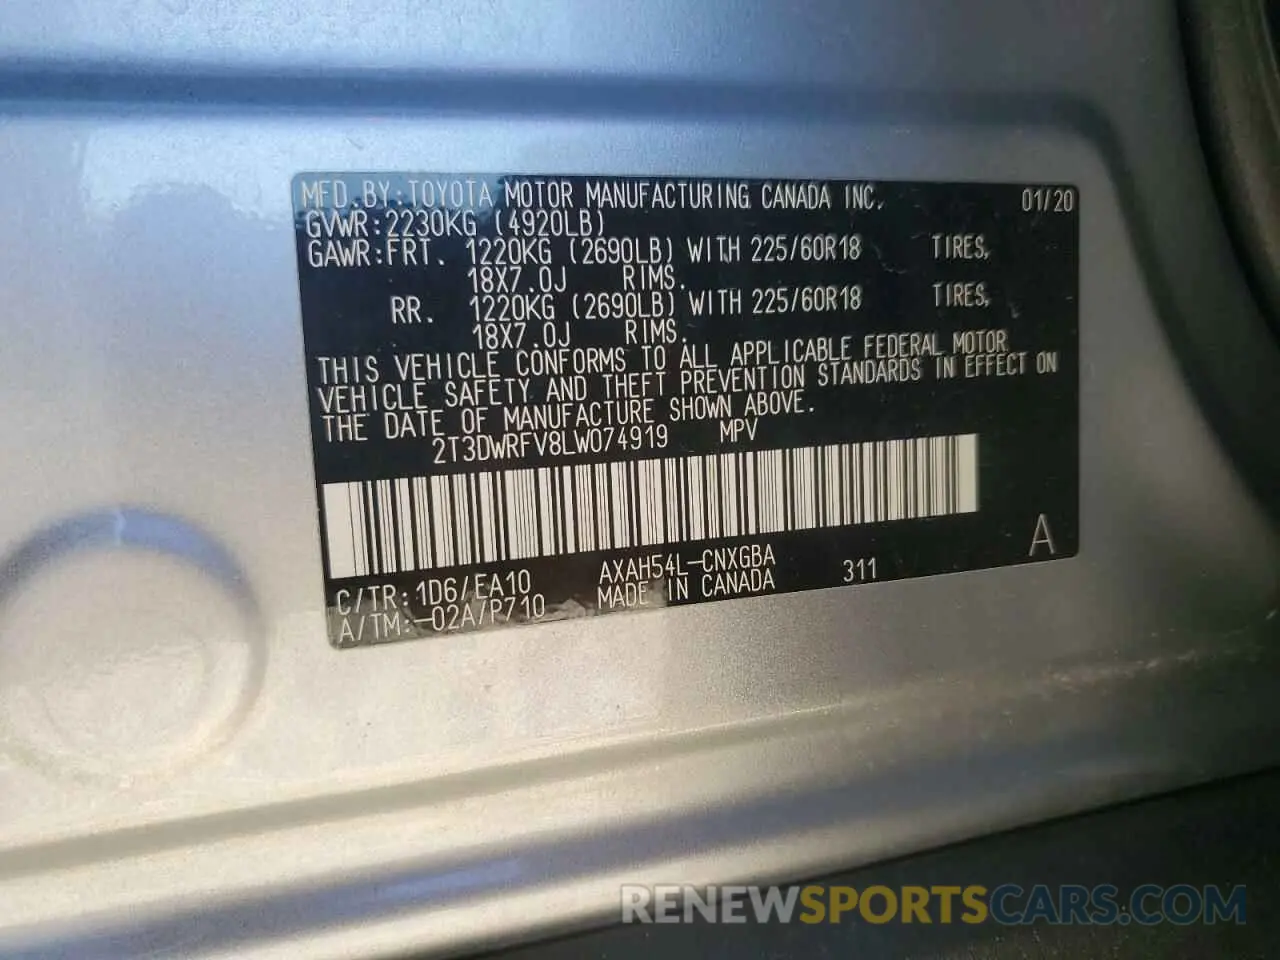 MFD.BY:TOYOTA MOTOR MANUFACTURING CANADA INC. 01/20
GVWR:2230KG (4920LB)
GAWR:FRT. 1220KG (2690LB) WITH 225/60R18 TIRES,
18X7.0J RIMS.
RR. 1220KG (2690LB) WITH 225/60R18 TIRES,
18X7.0J RIMS.
THIS VEHICLE CONFORMS TO ALL APPLICABLE FEDERAL MOTOR
VEHICLE SAFETY AND THEFT PREVENTION STANDARDS IN EFFECT ON
THE DATE OF MANUFACTURE SHOWN ABOVE.
2T3DWRFV8LW074919 MPV
A
C/TR:1D6/EA10 AXAH54L-CNXGBA 311
A/TM:-02A/P710 MADE IN CANADA
RENEWSPORTSCARS.COM